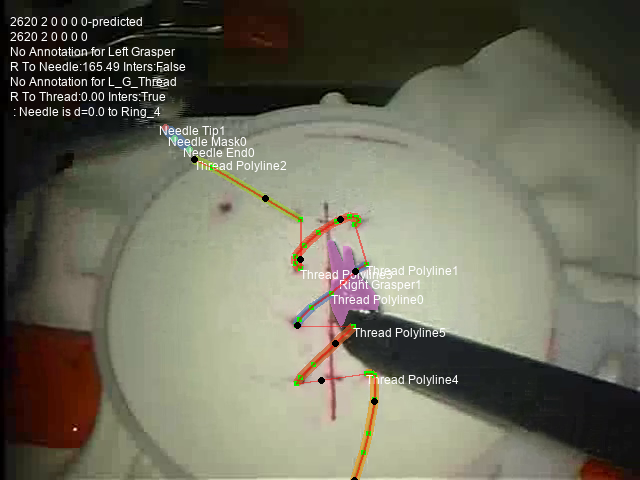 2620 2 0 0 0 0-predicted
2620 2 0 0 0 0
No Annotation for Left Grasper
R To Needle:165.49 Inters:False
No Annotation for L_G_Thread
R To Thread:0.00 Inters:True
: Needle is d=0.0 to Ring_4
Needle Tip1
Needle Mask0
Needle End0
Thread Polyline2
Thread Polyline1
Thread Polyline3
Right Grasper1
Thread Polyline0
Thread Polyline5
Thread Polyline4